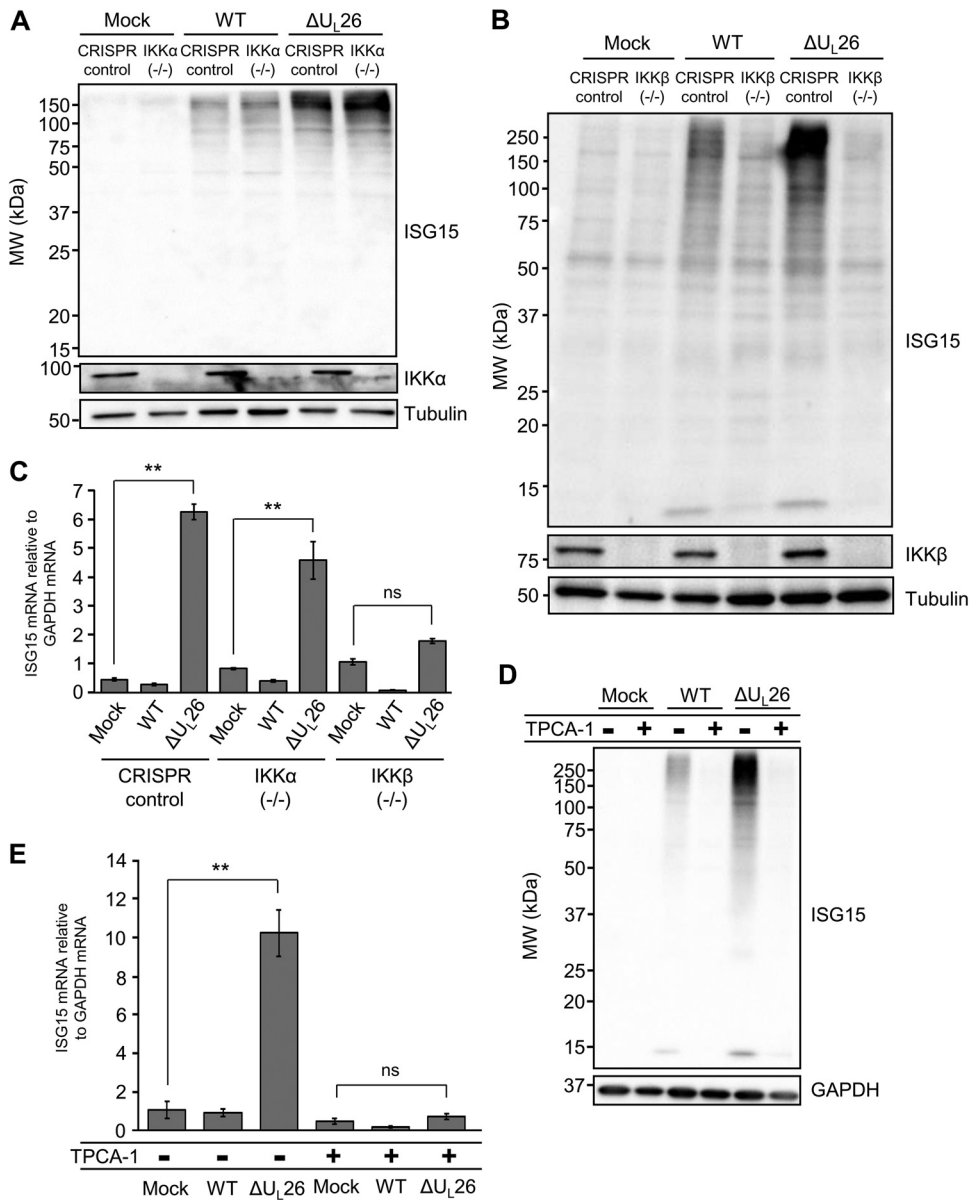 A
Mock WT ΔUL26
CRISPR control IKKα (-/-) CRISPR control IKKα (-/-) CRISPR control IKKα (-/-)
MW (kDa)
150
100
75
50
37
20
15
ISG15
100
IKKα
50
Tubulin
B
Mock WT ΔUL26
CRISPR control IKKβ (-/-) CRISPR control IKKβ (-/-) CRISPR control IKKβ (-/-)
MW (kDa)
250
150
100
75
50
37
25
20
15
ISG15
75
IKKβ
50
Tubulin
C
ISG15 mRNA relative to
GAPDH mRNA
7
6
5
4
3
2
1
0
** ** ns
Mock WT ΔUL26 Mock WT ΔUL26 Mock WT ΔUL26
CRISPR control IKKα (-/-) IKKβ (-/-)
D
Mock WT ΔUL26
TPCA-1 - + - + - +
MW (kDa)
250
150
100
75
50
37
25
20
15
ISG15
37
GAPDH
E
ISG15 mRNA relative
to GAPDH mRNA
14
12
10
8
6
4
2
0
** ns
TPCA-1 - - - + + +
Mock WT ΔUL26 Mock WT ΔUL26